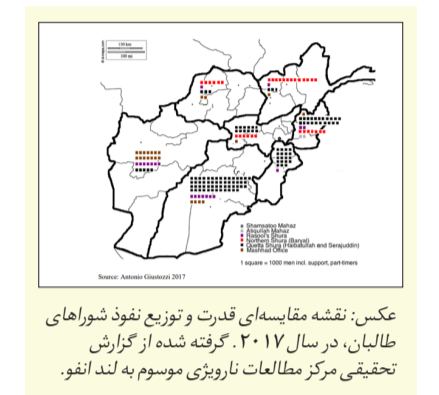 150 km
100 mi
Shamsatoo Mahaz
Atiqullah Mahaz
Rasool's Shura
Northern Shura (Baryal)
Quetta Shura (Haibatullah and Serajuddin)
Mashhad Office
1 square = 1000 men incl. support, part-timers
Source: Antonio Giustozzi 2017
عکس: نقشه مقایسه‌ای قدرت و توزیع نفوذ شوراهای
طالبان، در سال ۲۰۱۷. گرفته شده از گزارش
تحقیقی مرکز مطالعات نارویژی موسوم به لند انفو.